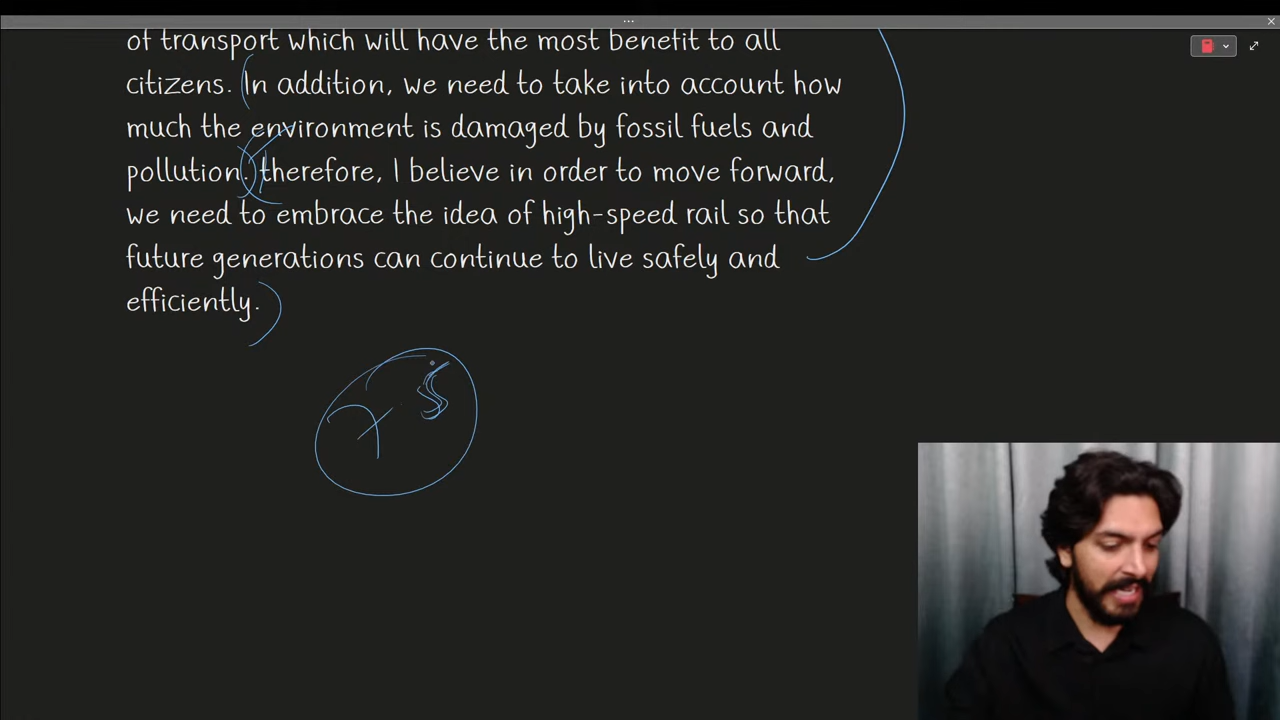 of transport which will have the most benefit to all
citizens. In addition, we need to take into account how
much the environment is damaged by fossil fuels and
pollution. therefore, I believe in order to move forward,
we need to embrace the idea of high-speed rail so that
future generations can continue to live safely and
efficiently.
7.5